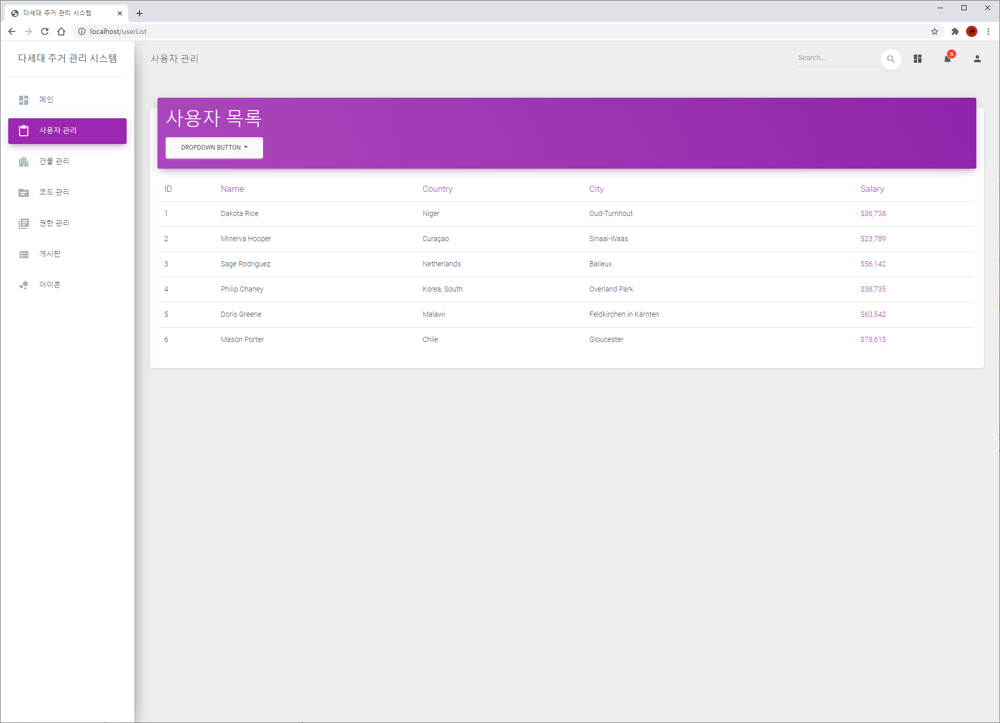 다세대 주거 관리 시스템
localhost/userList
다세대 주거 관리 시스템
사용자 관리
Search...
5
메인
사용자 관리
건물 관리
코드 관리
권한 관리
게시판
아이콘
사용자 목록
DROPDOWN BUTTON
ID Name Country City Salary
1 Dakota Rice Niger Oud-Turnhout $36,738
2 Minerva Hooper Curaçao Sinaai-Waas $23,789
3 Sage Rodriguez Netherlands Baileux $56,142
4 Philip Chaney Korea, South Overland Park $38,735
5 Doris Greene Malawi Feldkirchen in Kärnten $63,542
6 Mason Porter Chile Gloucester $78,615